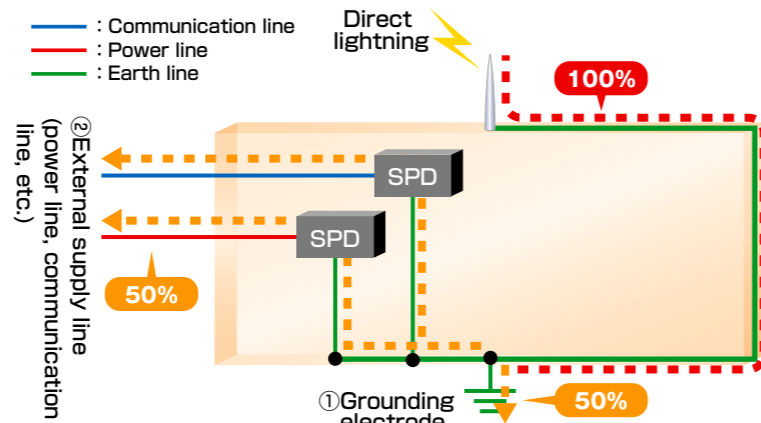 : Communication line
: Power line
: Earth line
Direct
lightning
100%
②External supply line
(power line, communication
line, etc.)
SPD
SPD
50%
①Grounding
electrode
50%